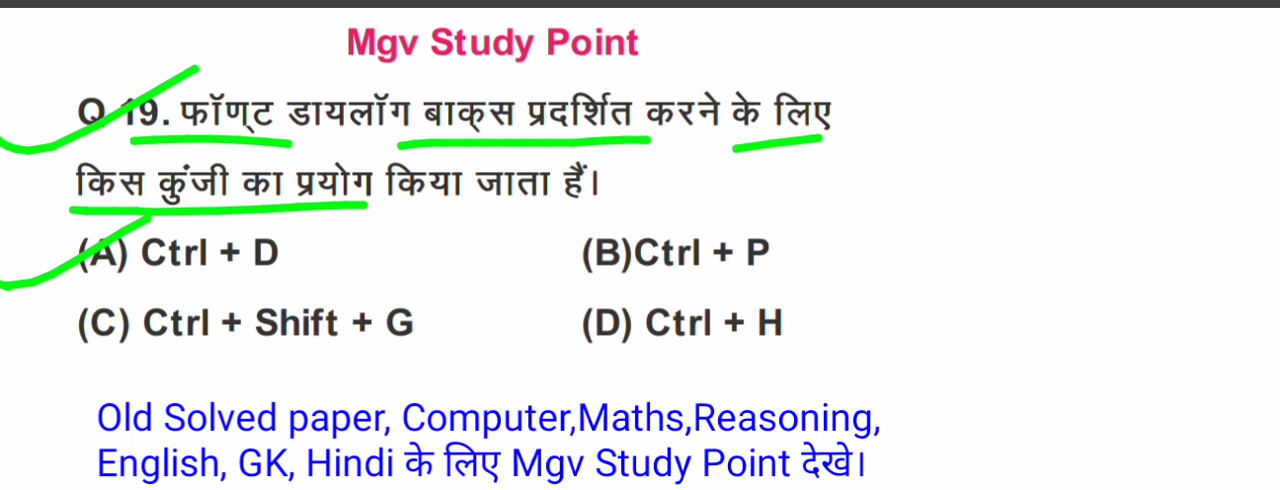 Mgv Study Point
Q 19. फॉण्ट डायलॉग बाक्स प्रदर्शित करने के लिए
किस कुंजी का प्रयोग किया जाता हैं।
(A) Ctrl + D (B)Ctrl + P
(C) Ctrl + Shift + G (D) Ctrl + H
Old Solved paper, Computer,Maths,Reasoning,
English, GK, Hindi के लिए Mgv Study Point देखे।